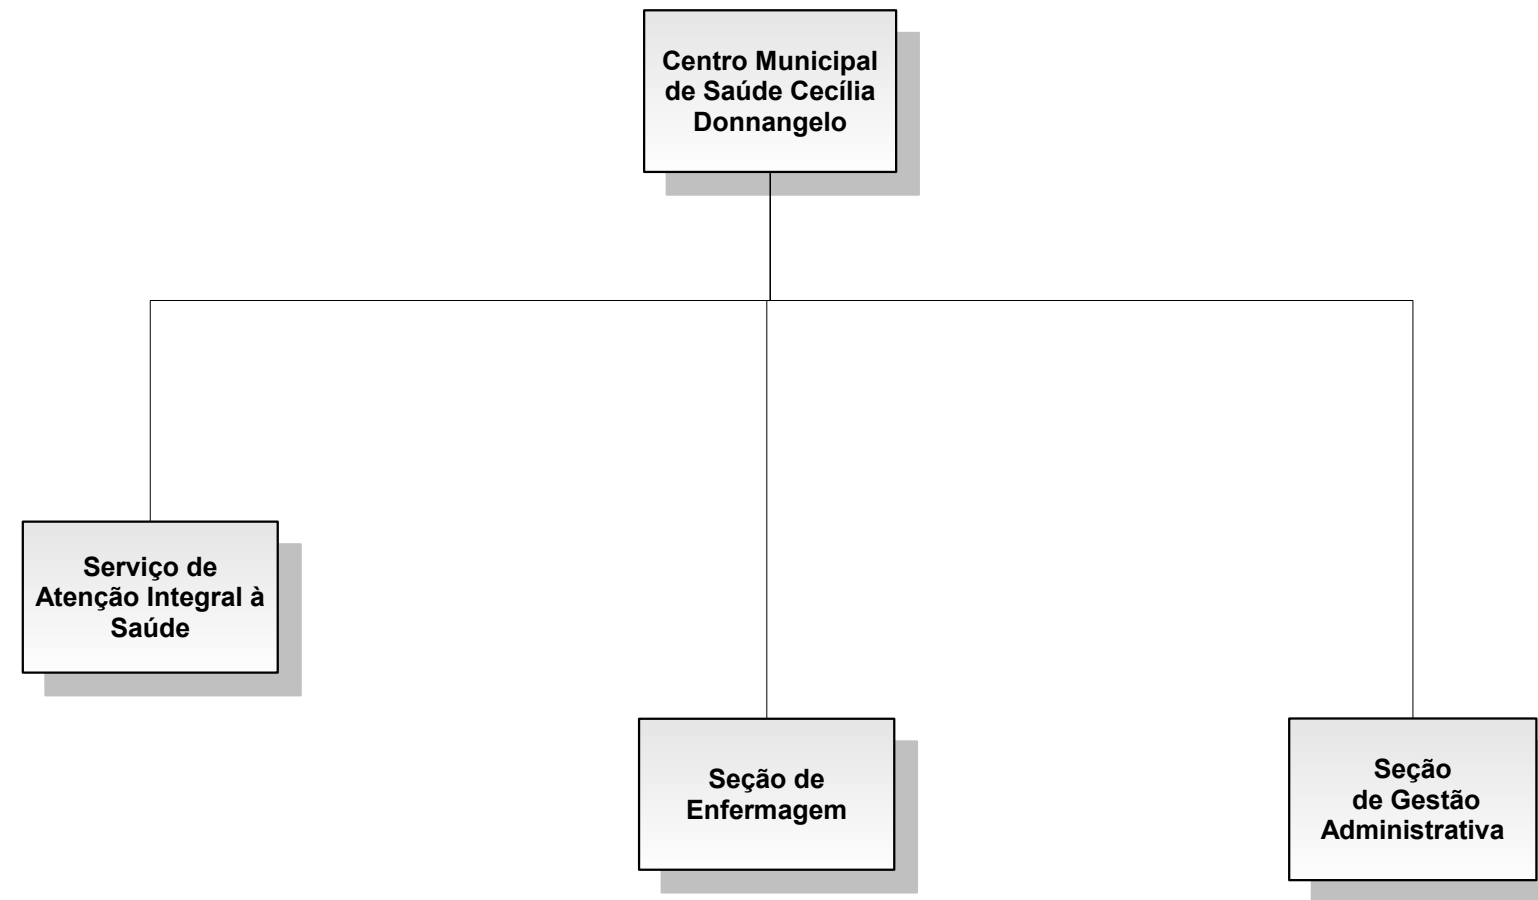 Centro Municipal
de Saúde Cecília
Donnangelo
Serviço de
Atenção Integral à
Saúde
Seção de
Enfermagem
Seção
de Gestão
Administrativa